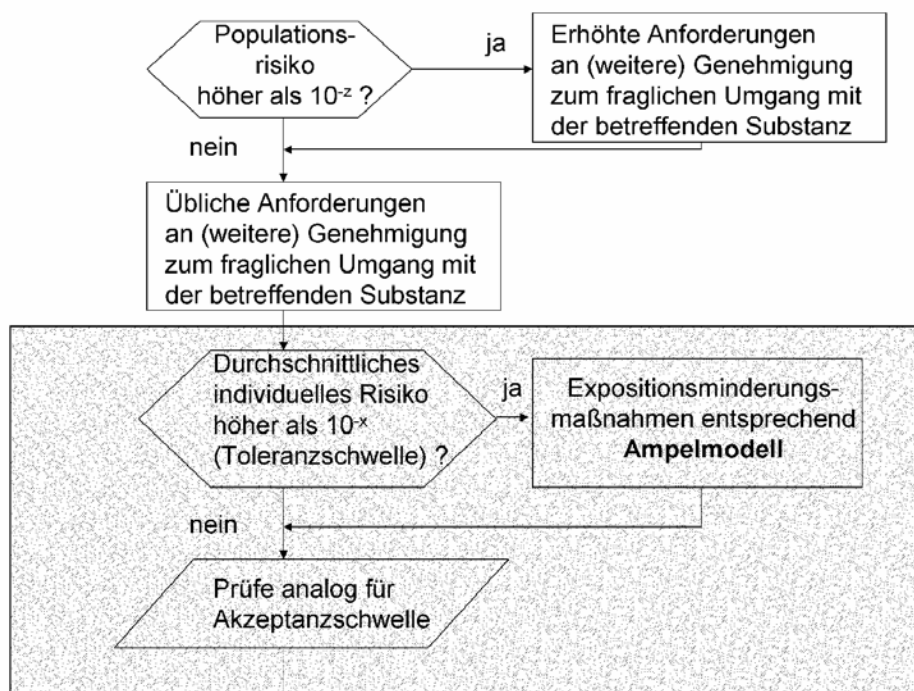 Populations-
risiko
höher als 10⁻ᶻ ?
ja
Erhöhte Anforderungen
an (weitere) Genehmigung
zum fraglichen Umgang mit
der betreffenden Substanz
nein
Übliche Anforderungen
an (weitere) Genehmigung
zum fraglichen Umgang mit
der betreffenden Substanz
Durchschnittliches
individuelles Risiko
höher als 10⁻ˣ
(Toleranzschwelle) ?
ja
Expositionsminderungs-
maßnahmen entsprechend
Ampelmodell
nein
Prüfe analog für
Akzeptanzschwelle